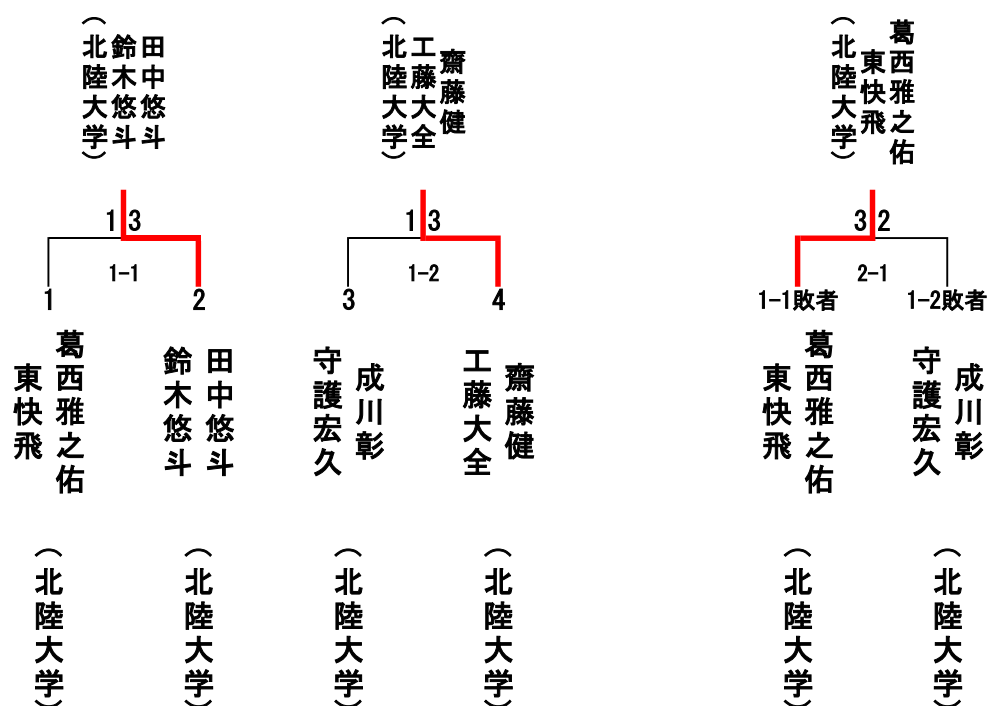 田中悠斗
鈴木悠斗
(北陸大学)
齋藤健
工藤大全
(北陸大学)
葛西雅之佑
東快飛
(北陸大学)
1 3
1-1
1 2
1 3
1-2
3 4
3 2
2-1
1-1敗者 1-2敗者
葛西雅之佑
東快飛
(北陸大学)
田中悠斗
鈴木悠斗
(北陸大学)
成川彰
守護宏久
(北陸大学)
齋藤健
工藤大全
(北陸大学)
葛西雅之佑
東快飛
(北陸大学)
成川彰
守護宏久
(北陸大学)